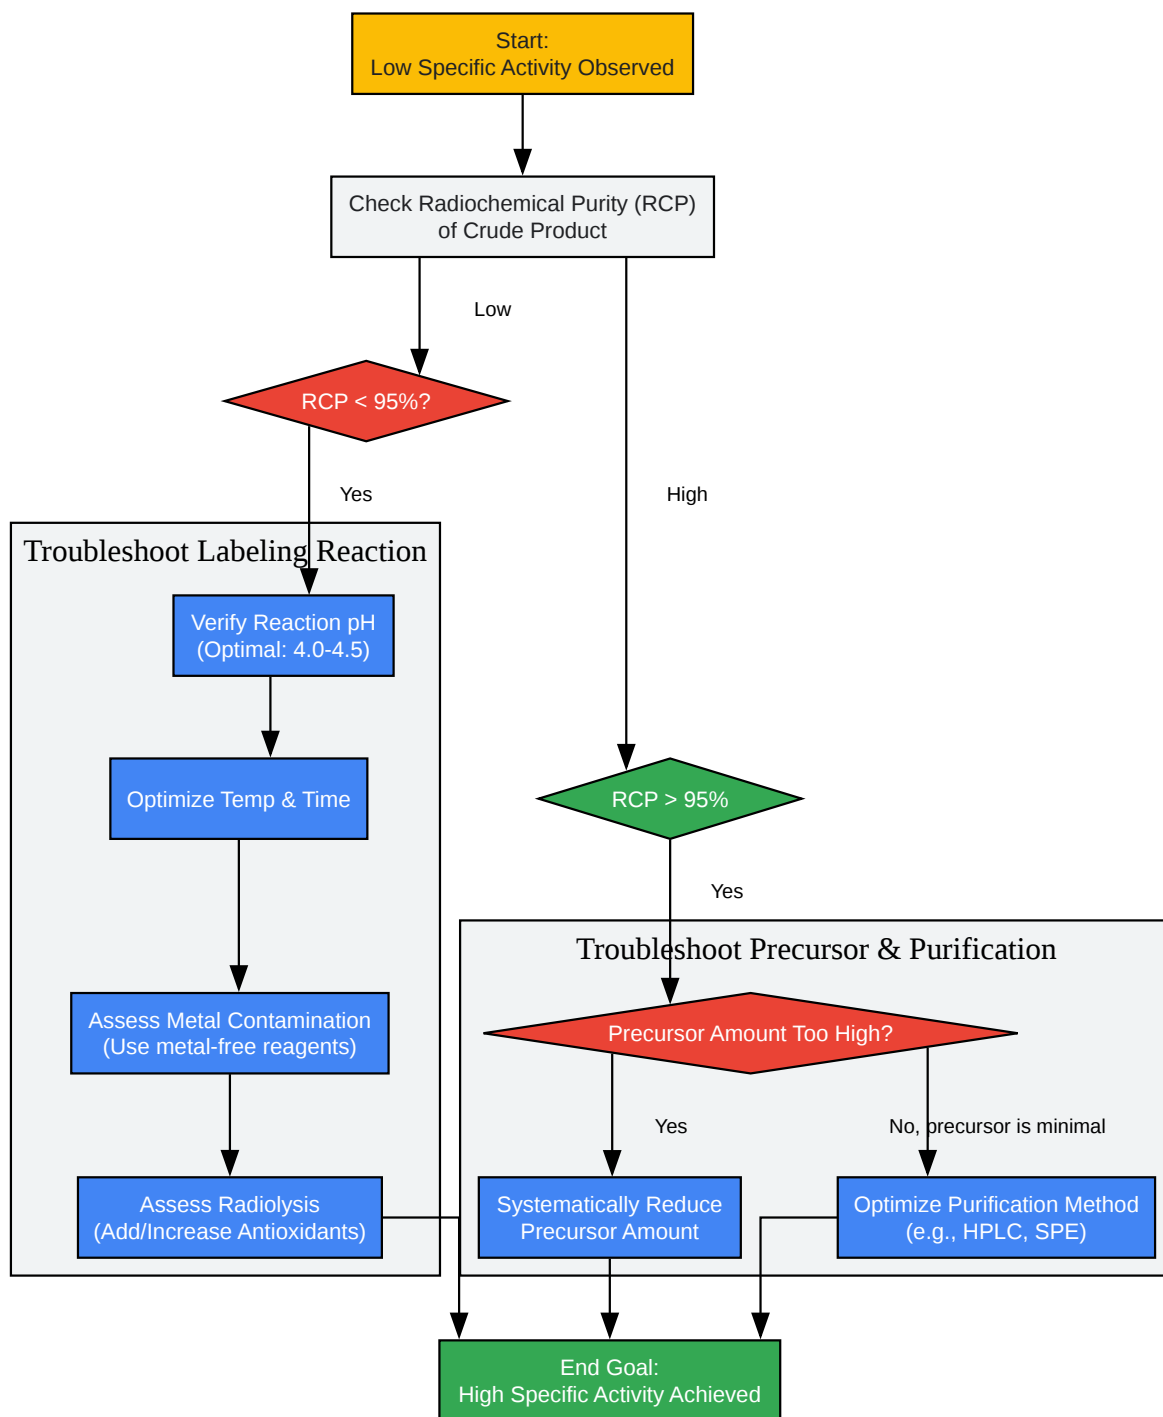 Start:
Low Specific Activity Observed
Check Radiochemical Purity (RCP)
of Crude Product
Low
RCP < 95%?
Yes
High
Troubleshoot Labeling Reaction
Verify Reaction pH
(Optimal: 4.0-4.5)
Optimize Temp & Time
RCP > 95%
Yes
Troubleshoot Precursor & Purification
Assess Metal Contamination
(Use metal-free reagents)
Precursor Amount Too High?
Yes
No, precursor is minimal
Assess Radiolysis
(Add/Increase Antioxidants)
Systematically Reduce
Precursor Amount
Optimize Purification Method
(e.g., HPLC, SPE)
End Goal:
High Specific Activity Achieved